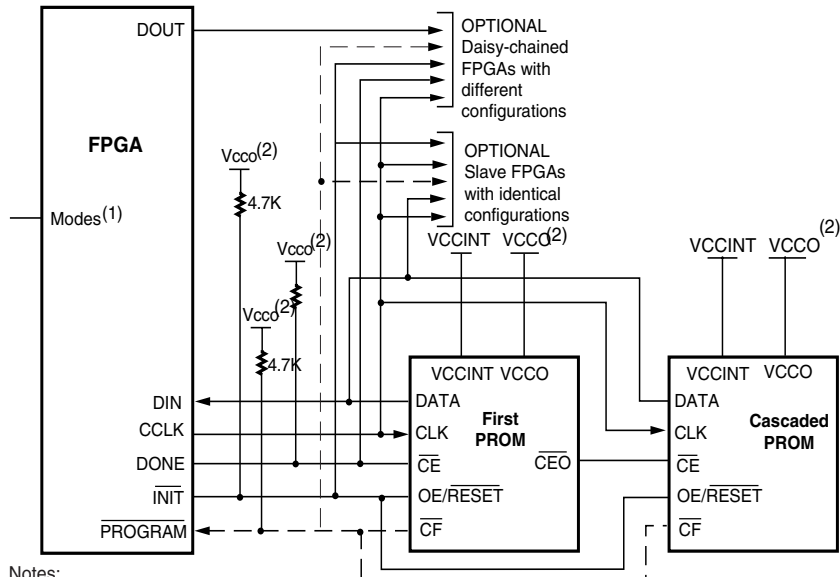 DOUT
OPTIONAL
Daisy-chained
FPGAs with
different
configurations
FPGA
OPTIONAL
Slave FPGAs
with identical
configurations
Vcco(2)
4.7K
Modes(1)
Vcco(2)
VCCINT VCCO(2)
VCCINT VCCO(2)
Vcco(2)
4.7K
VCCINT VCCO
VCCINT VCCO
DIN
DATA
First
PROM
DATA
Cascaded
PROM
CCLK
CLK
CLK
DONE
CE
CEO
CE
INIT
OE/RESET
OE/RESET
PROGRAM
CF
CF
Notes: